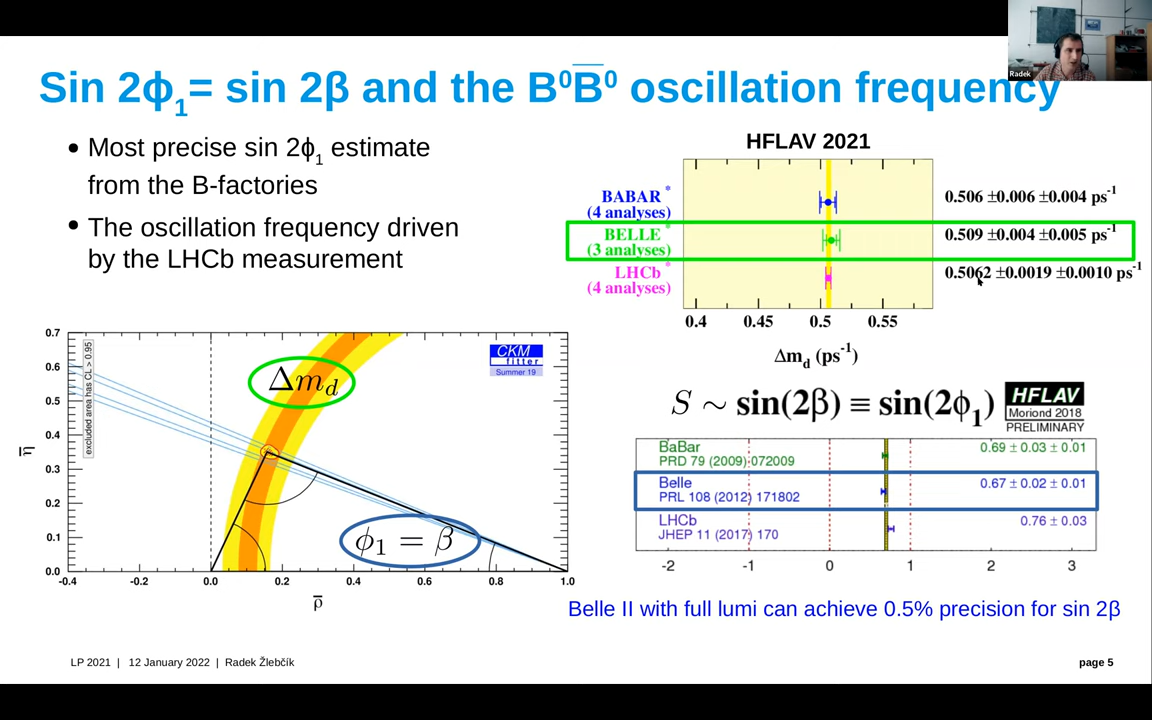 Radek
Sin 2ϕ₁= sin 2β and the B⁰B̅⁰ oscillation frequency
• Most precise sin 2ϕ₁ estimate
from the B-factories
• The oscillation frequency driven
by the LHCb measurement
HFLAV 2021
BABAR *
(4 analyses)
0.506 ±0.006 ±0.004 ps⁻¹
BELLE *
(3 analyses)
0.509 ±0.004 ±0.005 ps⁻¹
LHCb *
(4 analyses)
0.5062 ±0.0019 ±0.0010 ps⁻¹
0.4 0.45 0.5 0.55
Δm_d (ps⁻¹)
0.7
0.6
0.5
0.4
0.3
0.2
0.1
0.0
-0.4 -0.2 0.0 0.2 0.4 0.6 0.8 1.0
η̅
ρ̅
excluded area has CL > 0.95
CKM
fitter
Summer 19
Δm_d
ϕ₁ = β
S ∼ sin(2β) ≡ sin(2ϕ₁)
HFLAV
Moriond 2018
PRELIMINARY
BaBar
PRD 79 (2009) 072009
0.69 ± 0.03 ± 0.01
Belle
PRL 108 (2012) 171802
0.67 ± 0.02 ± 0.01
LHCb
JHEP 11 (2017) 170
0.76 ± 0.03
-2 -1 0 1 2 3
Belle II with full lumi can achieve 0.5% precision for sin 2β
LP 2021 | 12 January 2022 | Radek Žlebčík
page 5